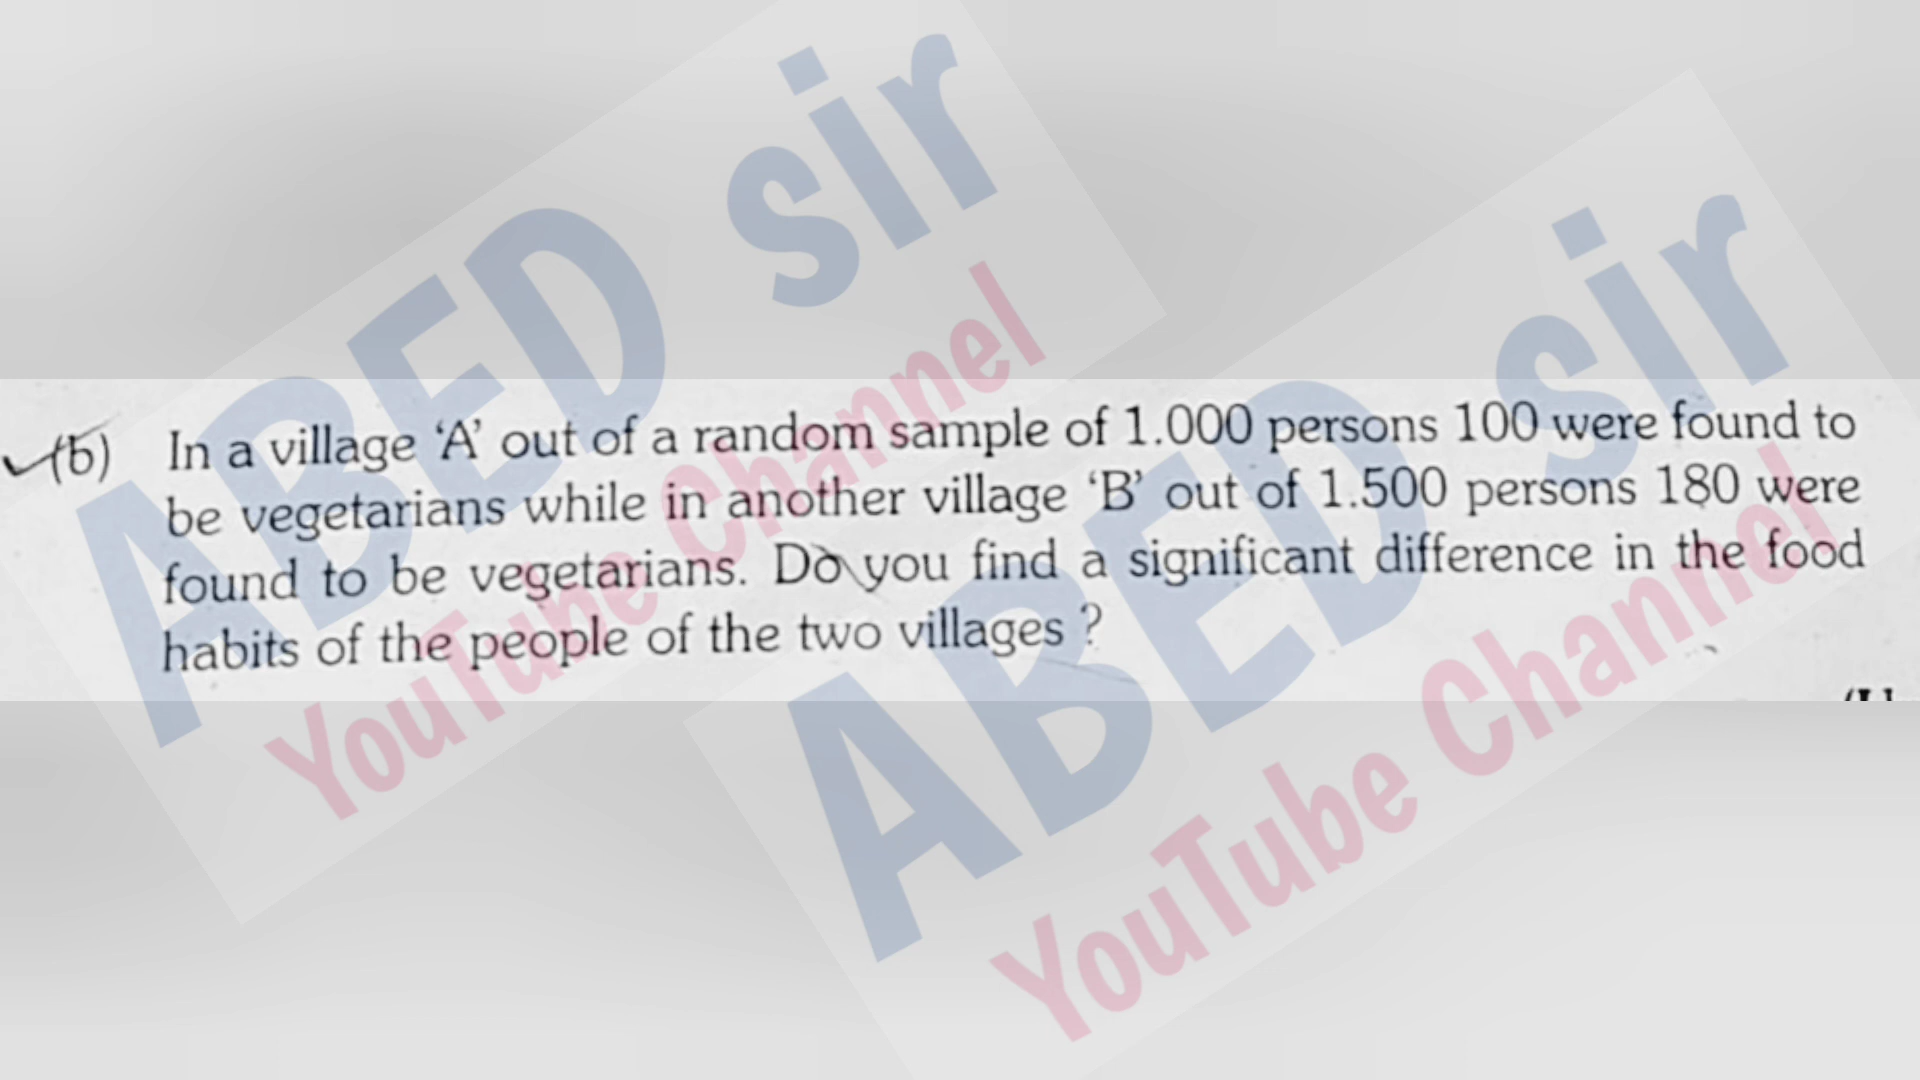 (b) In a village ‘A’ out of a random sample of 1.000 persons 100 were found to
be vegetarians while in another village ‘B’ out of 1.500 persons 180 were
found to be vegetarians. Do you find a significant difference in the food
habits of the people of the two villages ?
ABED sir
YouTube Channel
ABED sir
YouTube Channel